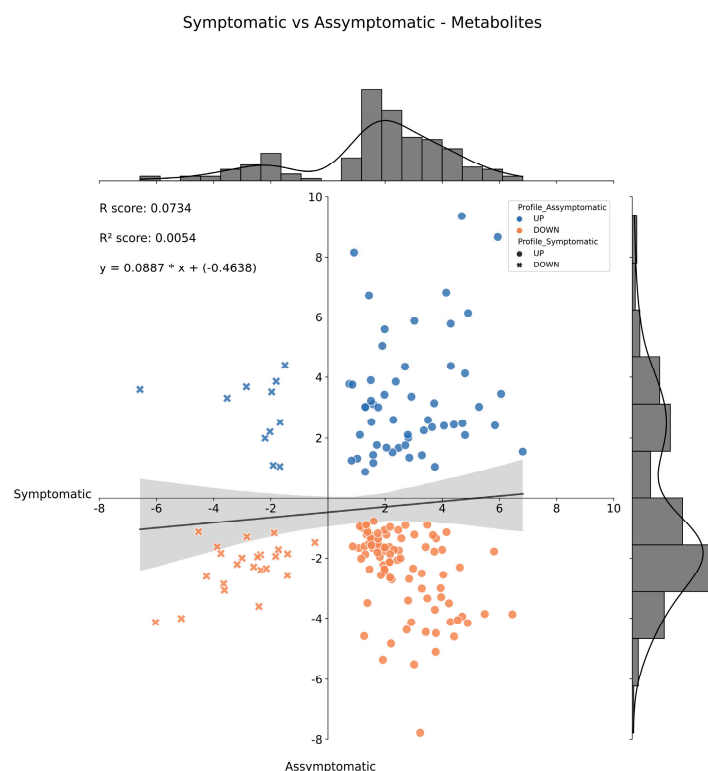 Symptomatic vs Assymptomatic - Metabolites
R score: 0.0734
R² score: 0.0054
y = 0.0887 * x + (-0.4638)
Profile_Assymptomatic
UP
DOWN
Profile_Symptomatic
UP
DOWN
10
8
6
4
2
Symptomatic
-8
-6
-4
-2
2
4
6
8
10
-2
-4
-6
-8
Assymptomatic